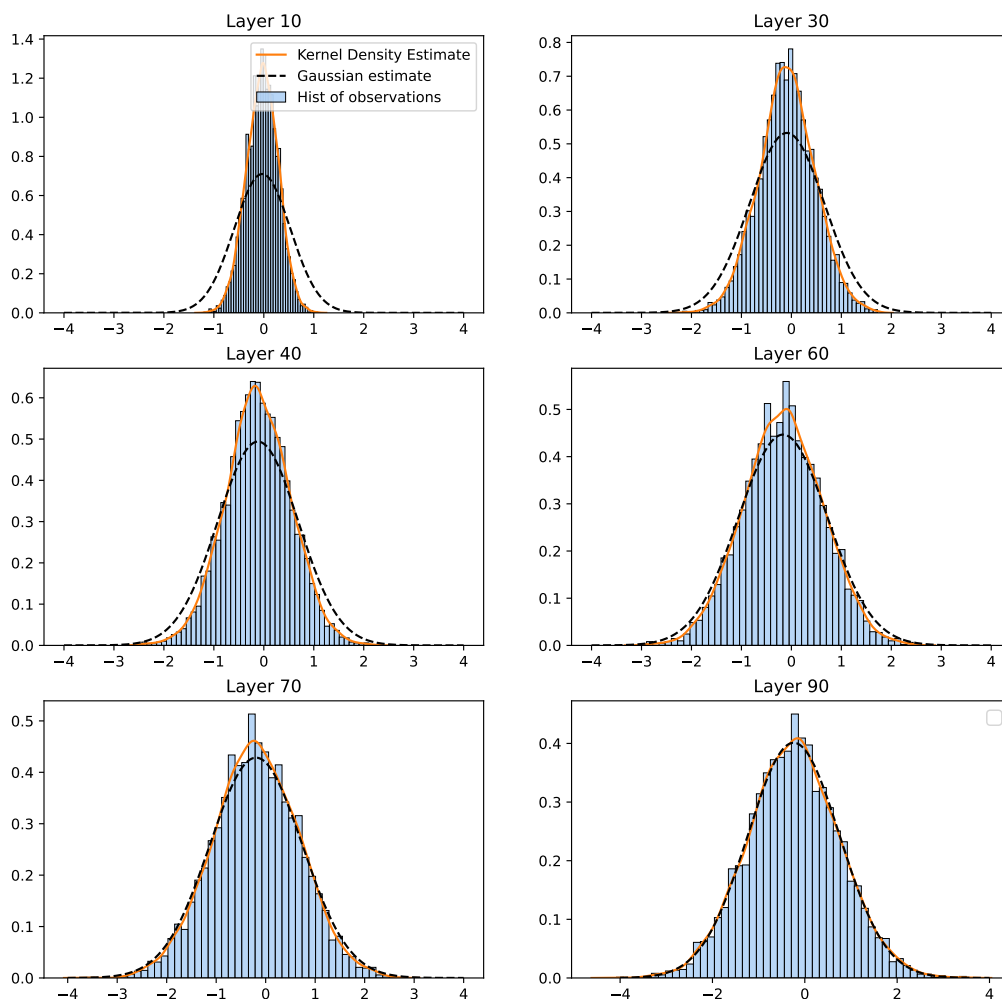 Layer 10
1.4
1.2
1.0
0.8
0.6
0.4
0.2
0.0
Kernel Density Estimate
Gaussian estimate
Hist of observations
−4 −3 −2 −1 0 1 2 3 4
Layer 30
0.8
0.7
0.6
0.5
0.4
0.3
0.2
0.1
0.0
−4 −3 −2 −1 0 1 2 3 4
Layer 40
0.6
0.5
0.4
0.3
0.2
0.1
0.0
−4 −3 −2 −1 0 1 2 3 4
Layer 60
0.5
0.4
0.3
0.2
0.1
0.0
−4 −3 −2 −1 0 1 2 3 4
Layer 70
0.5
0.4
0.3
0.2
0.1
0.0
−4 −3 −2 −1 0 1 2 3 4
Layer 90
0.4
0.3
0.2
0.1
0.0
−4 −2 0 2 4